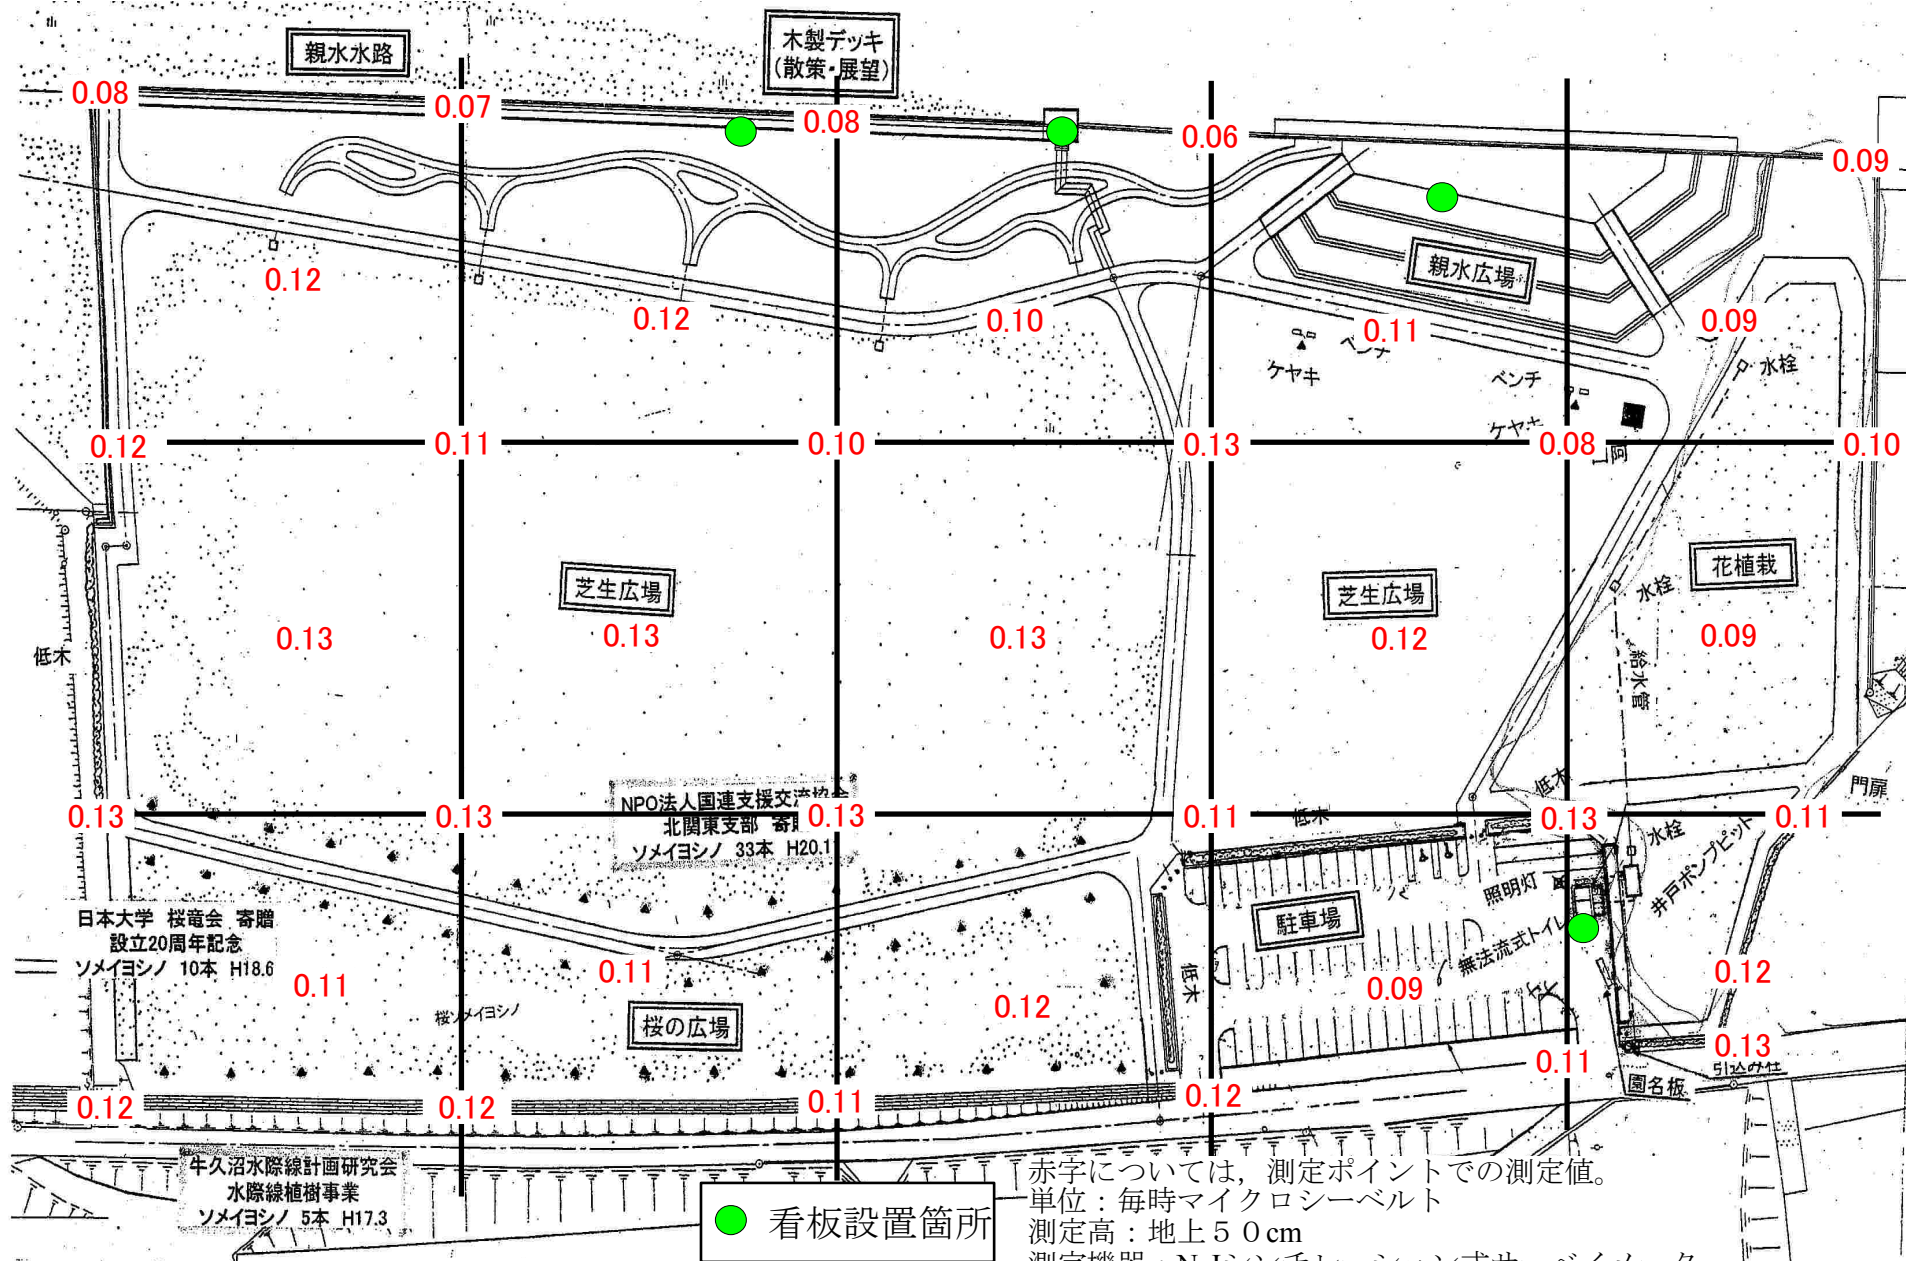 親水水路
木製デッキ
(散策・展望)
0.08
0.07
0.08
0.06
0.09
0.12
0.12
0.10
親水広場
0.11
0.09
ベンチ
ケヤキ
ベンチ
水栓
ケヤキ
0.12
0.11
0.10
0.13
0.08
0.10
芝生広場
芝生広場
花植栽
水栓
低木
0.13
0.13
0.13
0.12
0.09
給水管
NPO法人国連支援交流協会
北関東支部 寄贈
ソメイヨシノ 33本 H20.1
低木
門扉
0.13
0.13
0.13
0.11
低木
0.13
0.11
水栓
井戸ポンプピット
照明灯
日本大学 桜竜会 寄贈
設立20周年記念
ソメイヨシノ 10本 H18.6
駐車場
無法流式トイレ
0.11
0.11
0.12
低木
0.09
0.12
桜ソメイヨシノ
桜の広場
0.11
0.13
引込み柱
園名板
0.12
0.12
0.11
0.12
牛久沼水際線計画研究会
水際線植樹事業
ソメイヨシノ 5本 H17.3
看板設置箇所
赤字については，測定ポイントでの測定値。
単位：毎時マイクロシーベルト
測定高：地上５０cm